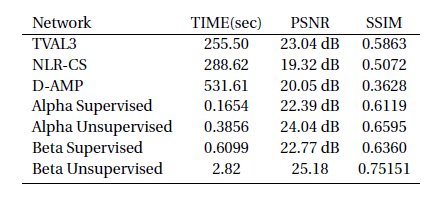 Network TIME(sec) PSNR SSIM
TVAL3 255.50 23.04 dB 0.5863
NLR-CS 288.62 19.32 dB 0.5072
D-AMP 531.61 20.05 dB 0.3628
Alpha Supervised 0.1654 22.39 dB 0.6119
Alpha Unsupervised 0.3856 24.04 dB 0.6595
Beta Supervised 0.6099 22.77 dB 0.6360
Beta Unsupervised 2.82 25.18 0.75151